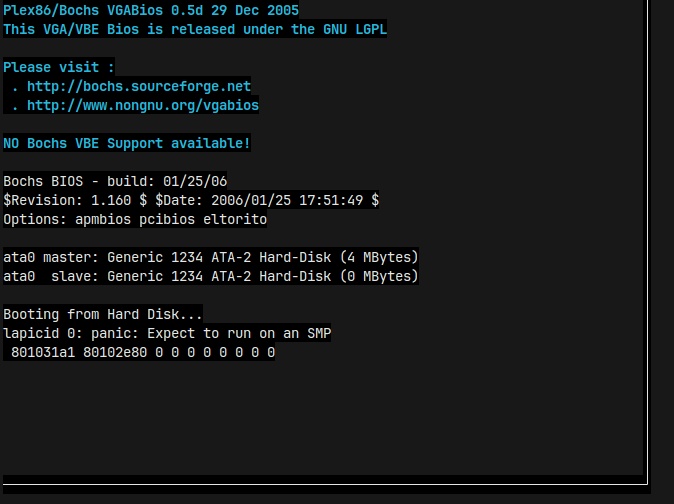 Plex86/Bochs VGABios 0.5d 29 Dec 2005
This VGA/VBE Bios is released under the GNU LGPL
Please visit :
. http://bochs.sourceforge.net
. http://www.nongnu.org/vgabios
NO Bochs VBE Support available!
Bochs BIOS - build: 01/25/06
$Revision: 1.160 $ $Date: 2006/01/25 17:51:49 $
Options: apmbios pcibios eltorito
ata0 master: Generic 1234 ATA-2 Hard-Disk (4 MBytes)
ata0  slave: Generic 1234 ATA-2 Hard-Disk (0 MBytes)
Booting from Hard Disk...
lapicid 0: panic: Expect to run on an SMP
801031a1 80102e80 0 0 0 0 0 0 0 0